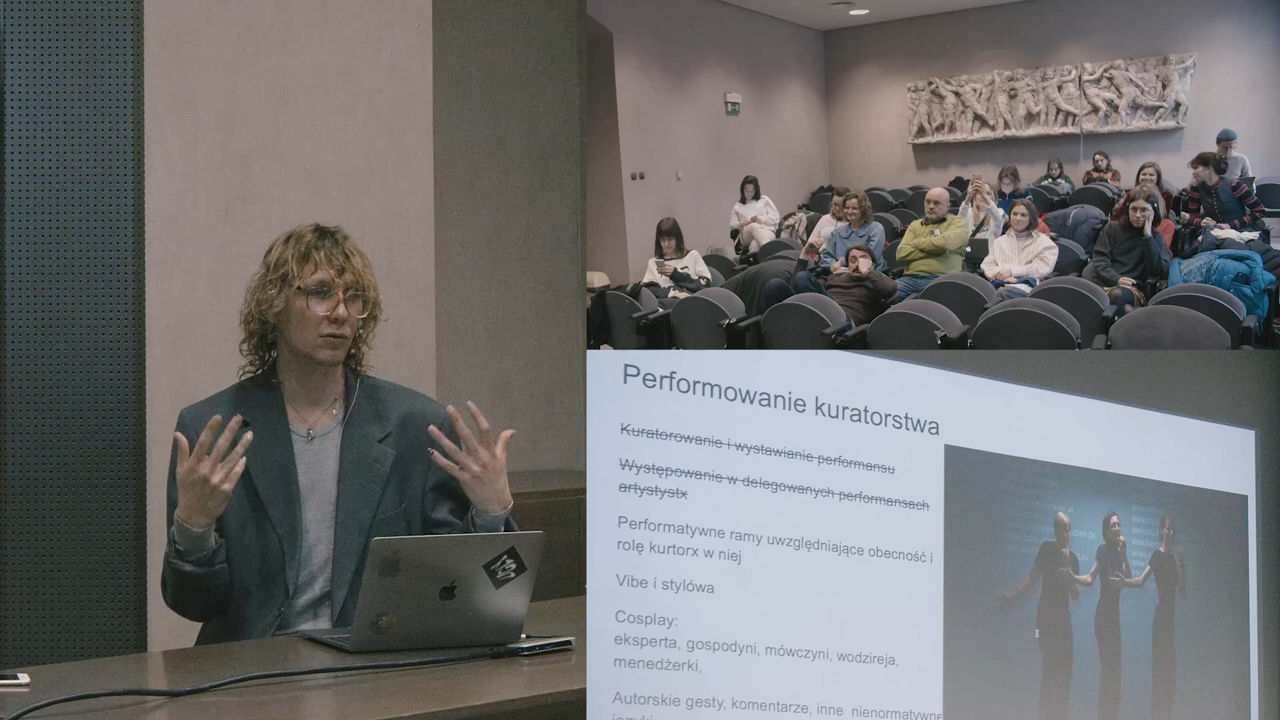 Performowanie kuratorstwa
Kuratorowanie i wystawianie performansu
Występowanie w delegowanych performansach
artystystx
Performatywne ramy uwzględniające obecność i
rolę kurtorx w niej
Vibe i stylówa
Cosplay:
eksperta, gospodyni, mówczyni, wodzireja,
menedżerki,
Autorskie gesty, komentarze, inne nienormatywne